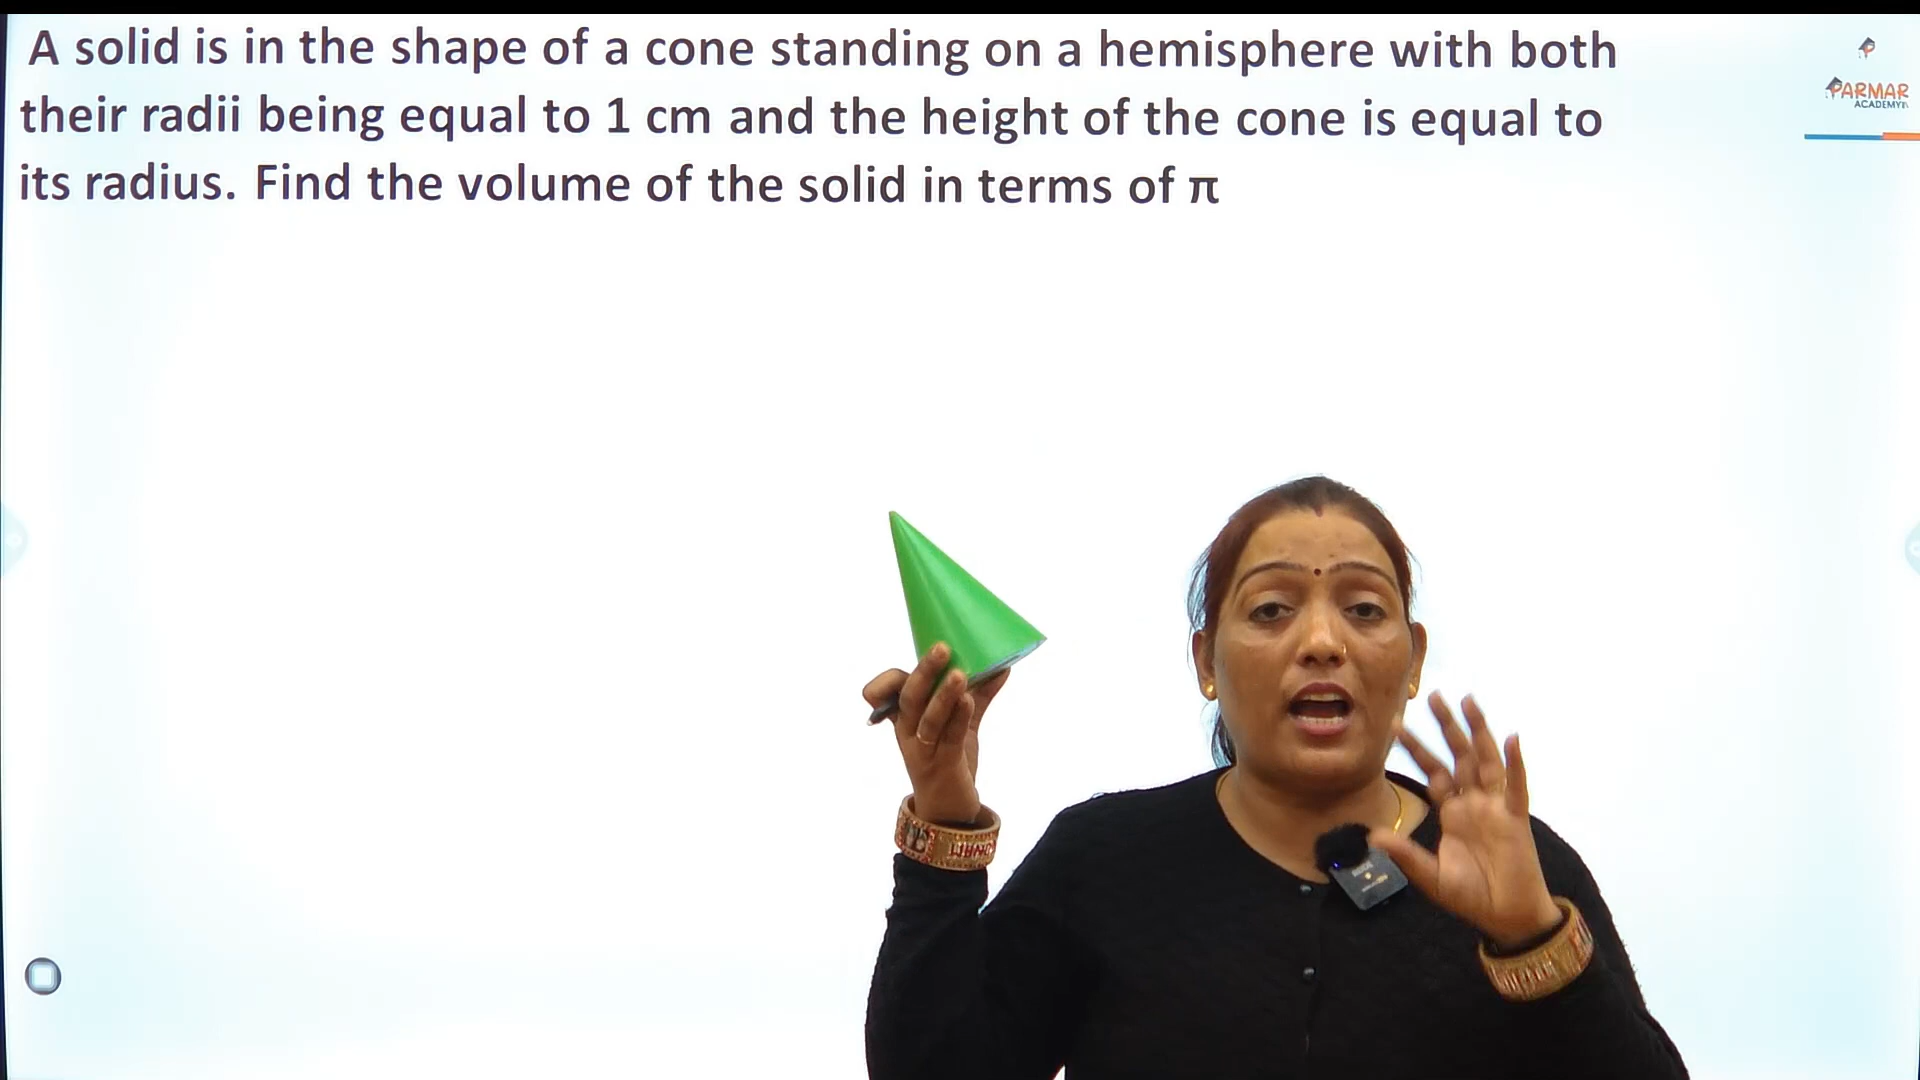 A solid is in the shape of a cone standing on a hemisphere with both
their radii being equal to 1 cm and the height of the cone is equal to
its radius. Find the volume of the solid in terms of π
PARMAR
ACADEMY